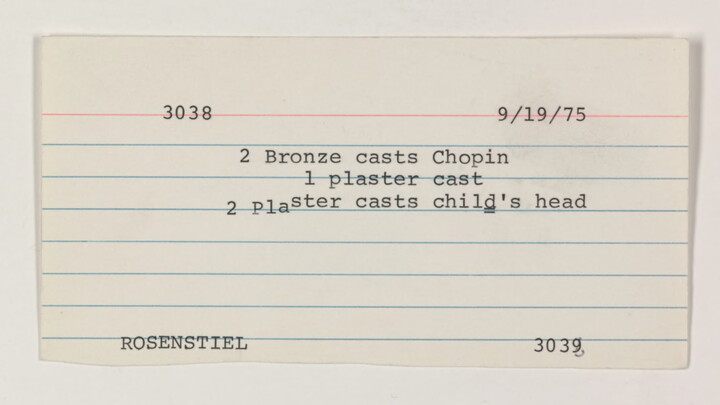 3038 9/19/75
2 Bronze casts Chopin
1 plaster cast
2 Plaster casts child's head
ROSENSTIEL 3039